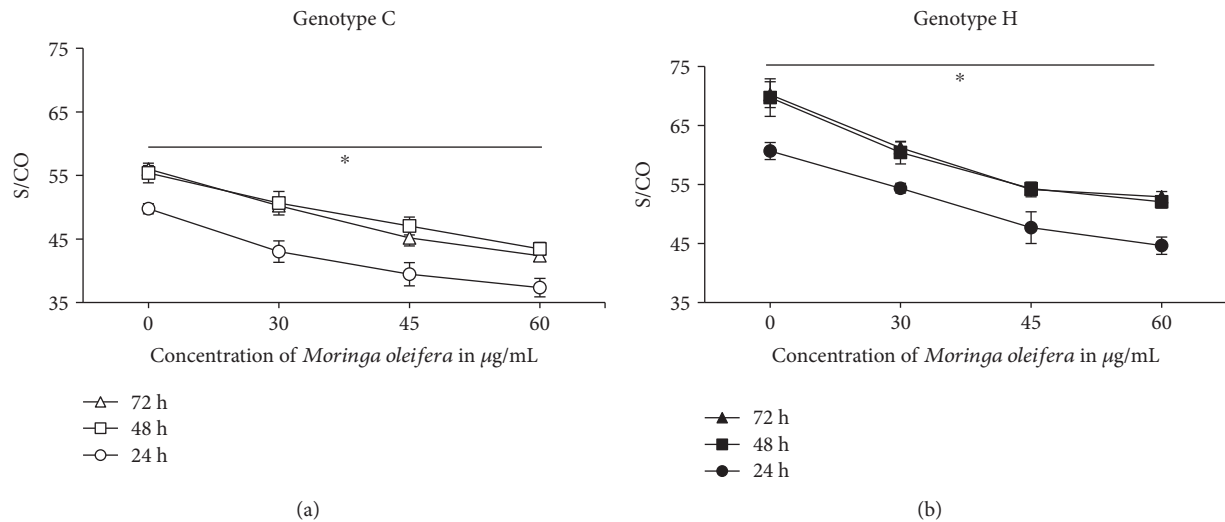 Genotype C
75
65
55
45
35
S/CO
*
0 30 45 60
Concentration of Moringa oleifera in μg/mL
72 h
48 h
24 h
(a)
Genotype H
75
65
55
45
35
S/CO
*
0 30 45 60
Concentration of Moringa oleifera in μg/mL
72 h
48 h
24 h
(b)